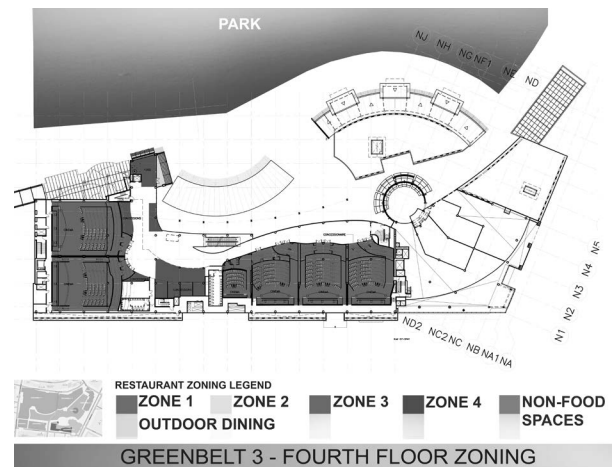 PARK
NJ NH NG NF1 NE ND
N5
N4
N3
N2
N1
ND2 NC2 NC NB NA1 NA
RESTAURANT ZONING LEGEND
ZONE 1 ZONE 2 ZONE 3 ZONE 4 NON-FOOD SPACES
OUTDOOR DINING
GREENBELT 3 - FOURTH FLOOR ZONING